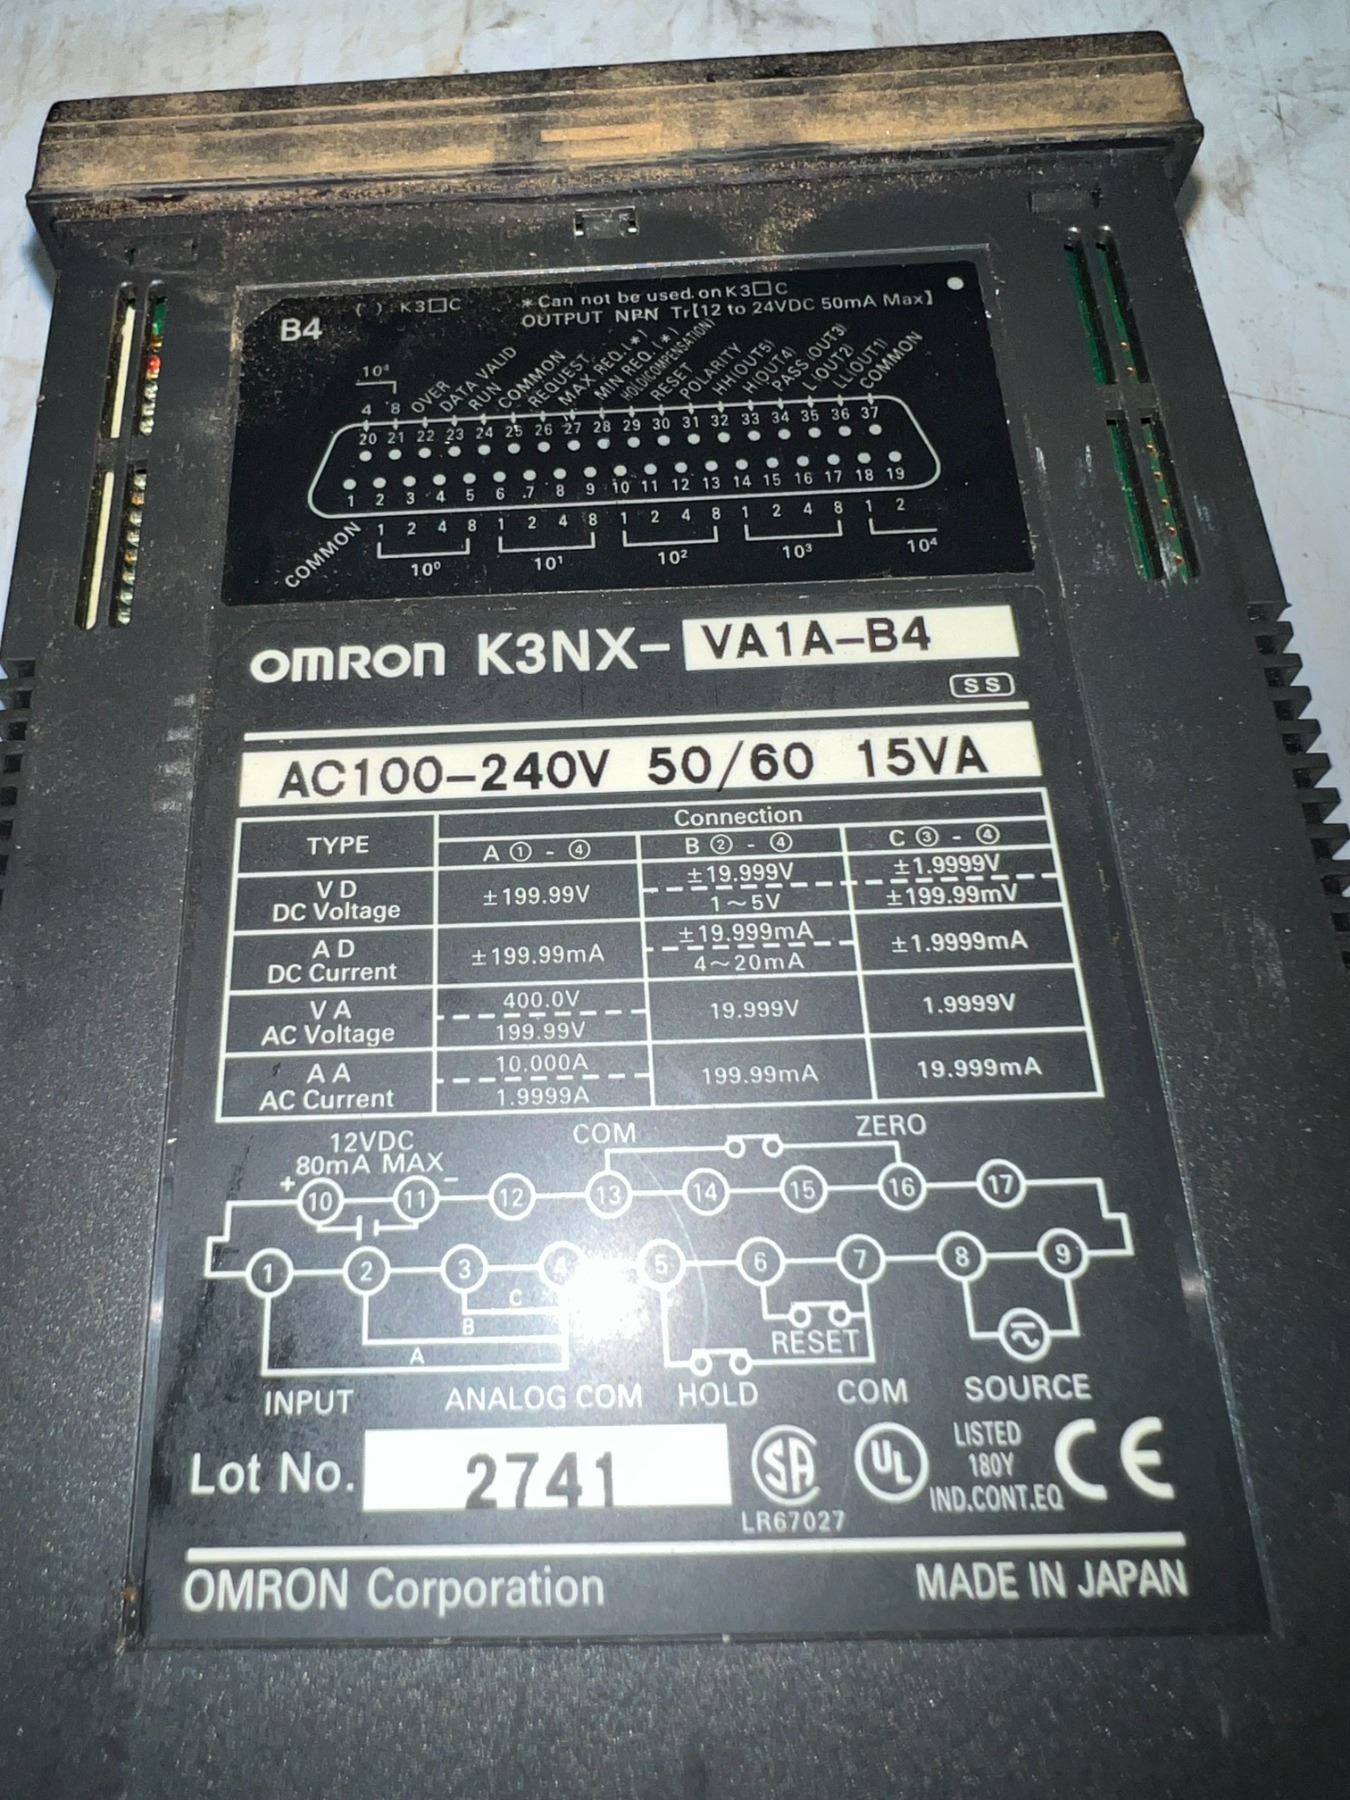 B4 ( ) K3□C
*Can not be used on K3□C
OUTPUT NPN Tr[12 to 24VDC 50mA Max]
10⁴
4 8 OVER DATA VALID RUN COMMON REQUEST MAX REQ.(*) MIN REQ.(*) HOLD(COMPENSATION) RESET POLARITY HH(OUT5) H(OUT4) PASS(OUT3) L(OUT2) LL(OUT1) COMMON
20 21 22 23 24 25 26 27 28 29 30 31 32 33 34 35 36 37
1 2 3 4 5 6 7 8 9 10 11 12 13 14 15 16 17 18 19
COMMON 1 2 4 8 1 2 4 8 1 2 4 8 1 2 4 8 1 2
10⁰ 10¹ 10² 10³ 10⁴
OMRON K3NX- VA1A-B4
SS
AC100-240V 50/60 15VA
TYPE Connection
A ① - ④ B ② - ④ C ③ - ④
VD DC Voltage ±199.99V ±19.999V 1~5V ±1.9999V ±199.99mV
AD DC Current ±199.99mA ±19.999mA 4~20mA ±1.9999mA
VA AC Voltage 400.0V 199.99V 19.999V 1.9999V
AA AC Current 10.000A 1.9999A 199.99mA 19.999mA
12VDC COM ZERO
80mA MAX
+ 10 11 − 12 13 14 15 16 17
1 2 3 4 5 6 7 8 9
C
B RESET
A
INPUT ANALOG COM HOLD COM SOURCE
Lot No. 2741 SA LR67027 UL LISTED 180Y IND.CONT.EQ CE
OMRON Corporation MADE IN JAPAN